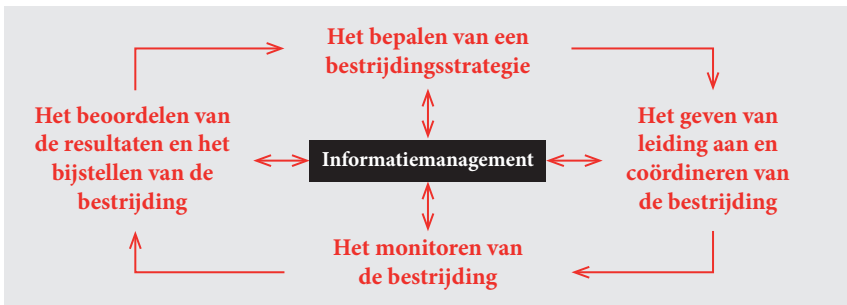 Het bepalen van een
bestrijdingsstrategie
Het beoordelen van
de resultaten en het
bijstellen van de
bestrijding
Informatiemanagement
Het geven van
leiding aan en
coördineren van
de bestrijding
Het monitoren van
de bestrijding